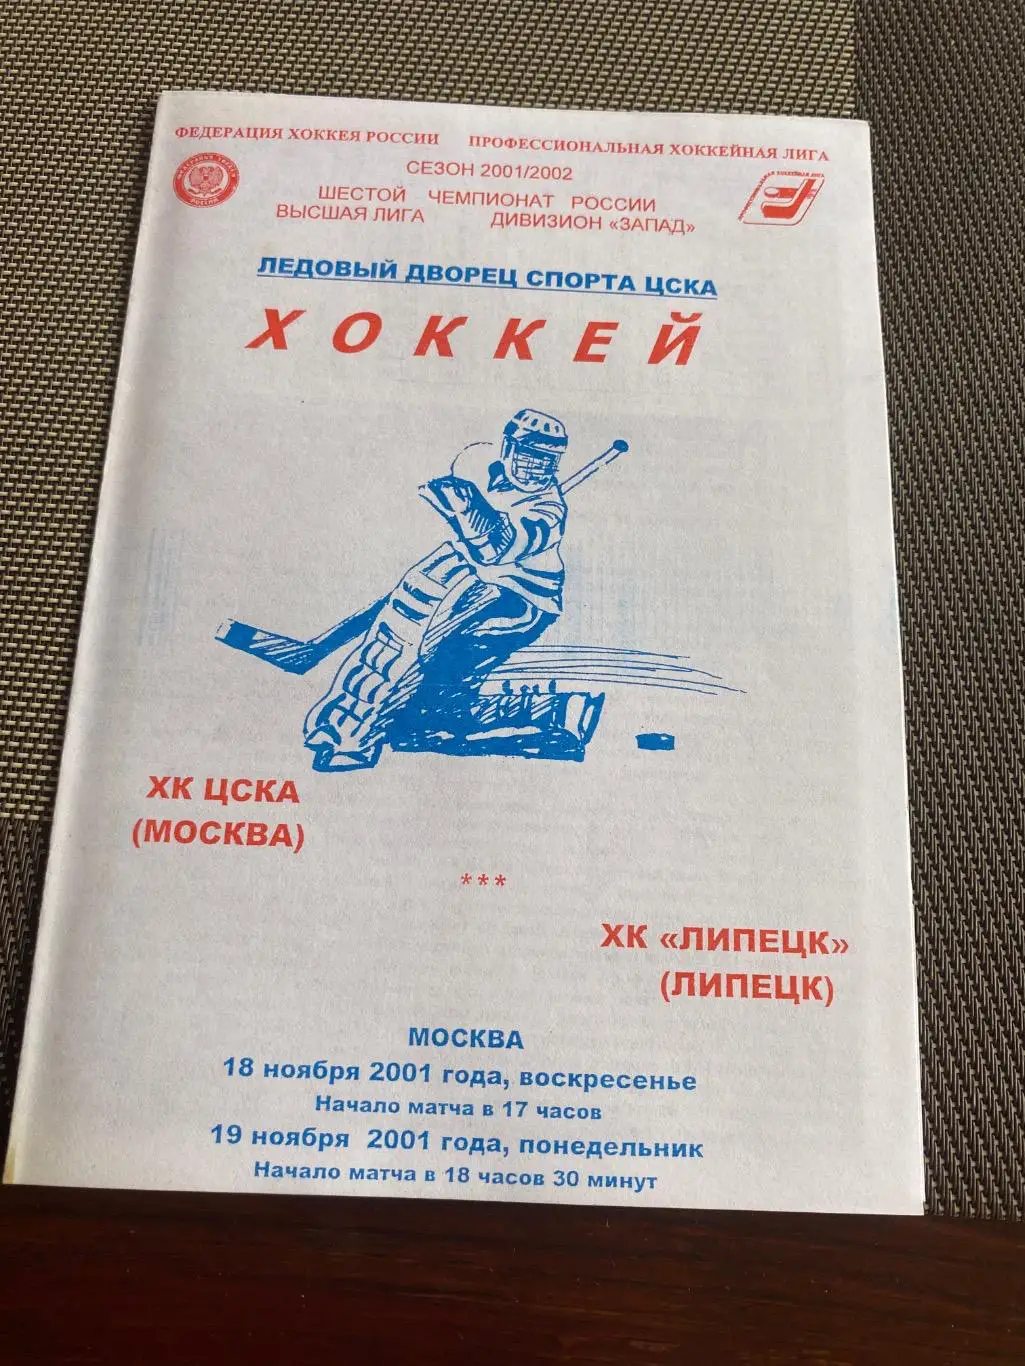 ФЕДЕРАЦИЯ ХОККЕЯ РОССИИ ПРОФЕССИОНАЛЬНАЯ ХОККЕЙНАЯ ЛИГА
СЕЗОН 2001/2002
ШЕСТОЙ ЧЕМПИОНАТ РОССИИ
ВЫСШАЯ ЛИГА ДИВИЗИОН «ЗАПАД»
ЛЕДОВЫЙ ДВОРЕЦ СПОРТА ЦСКА
ХОККЕЙ
ХК ЦСКА
(МОСКВА)
***
ХК «ЛИПЕЦК»
(ЛИПЕЦК)
МОСКВА
18 ноября 2001 года, воскресенье
Начало матча в 17 часов
19 ноября 2001 года, понедельник
Начало матча в 18 часов 30 минут